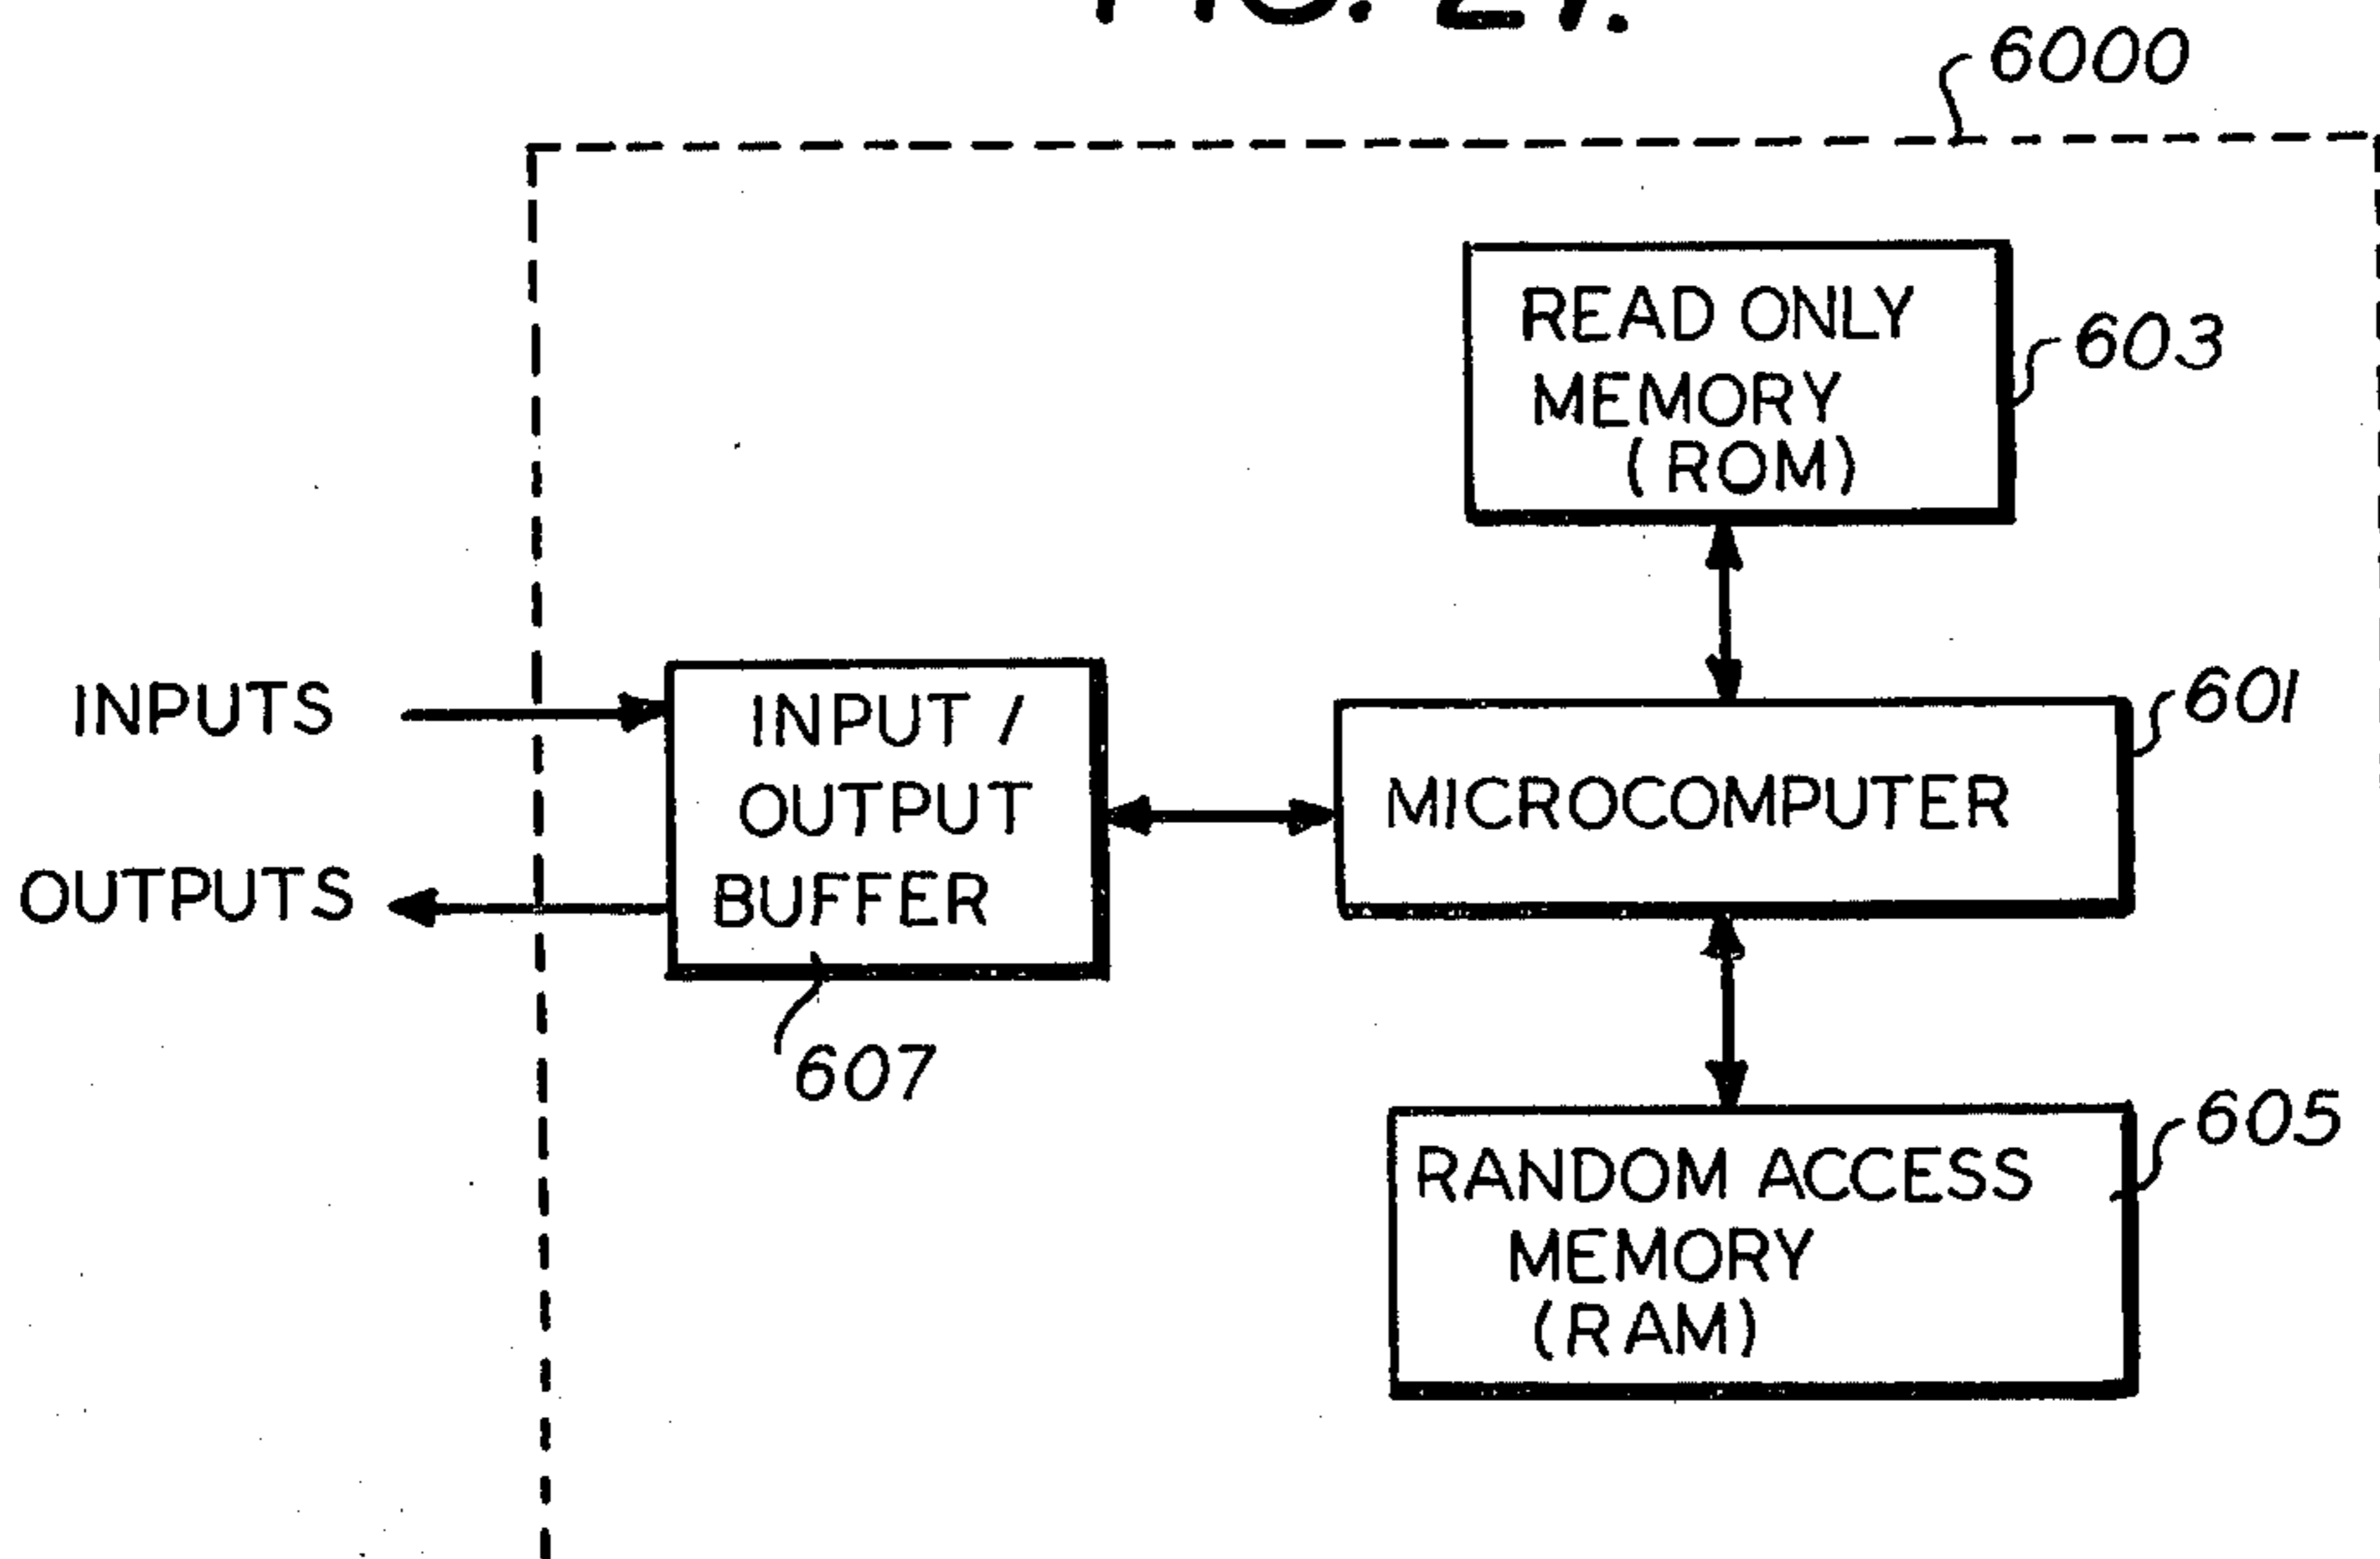 6000
READ ONLY
MEMORY
(ROM)
603
INPUTS
OUTPUTS
INPUT /
OUTPUT
BUFFER
607
MICROCOMPUTER
601
RANDOM ACCESS
MEMORY
(RAM)
605